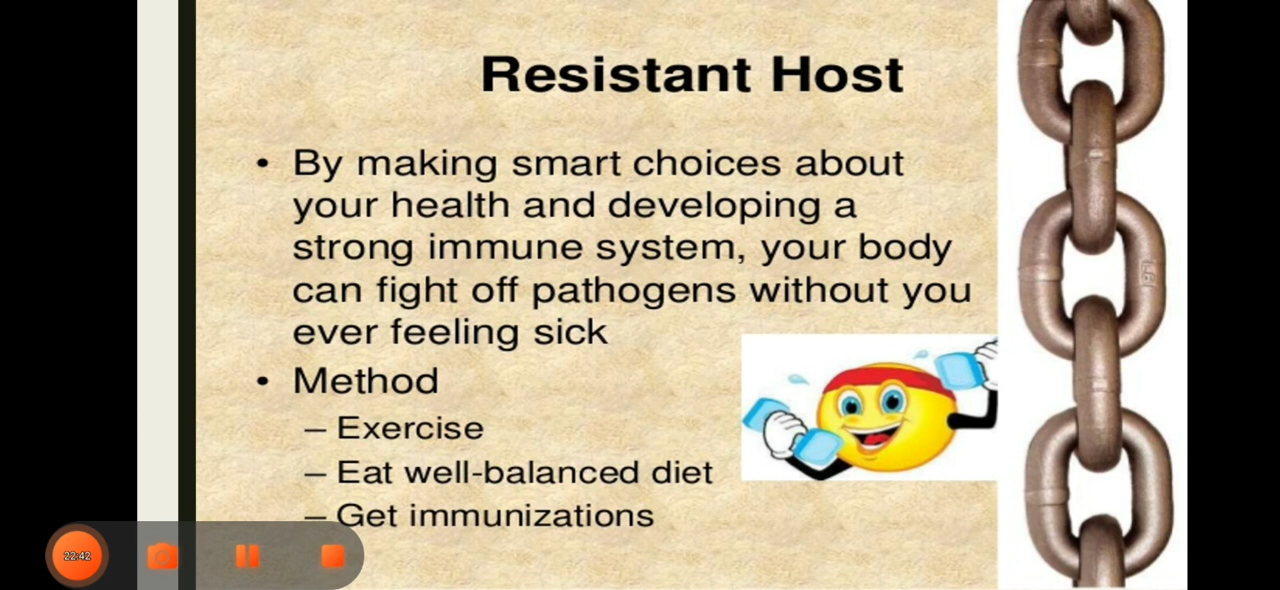 Resistant Host
• By making smart choices about
your health and developing a
strong immune system, your body
can fight off pathogens without you
ever feeling sick
• Method
– Exercise
– Eat well-balanced diet
– Get immunizations
22:42